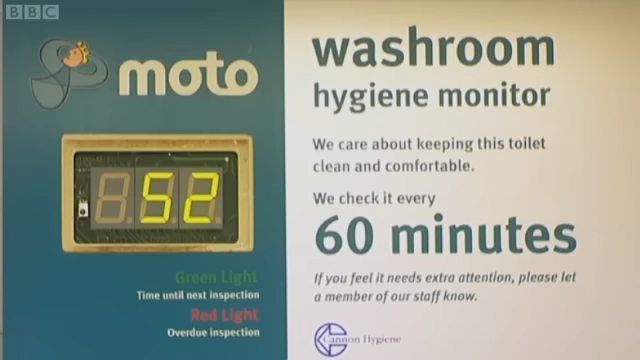 BBC
moto
52
Green Light
Time until next inspection
Red Light
Overdue inspection
washroom
hygiene monitor
We care about keeping this toilet
clean and comfortable.
We check it every
60 minutes
If you feel it needs extra attention, please let
a member of our staff know.
Cannon Hygiene